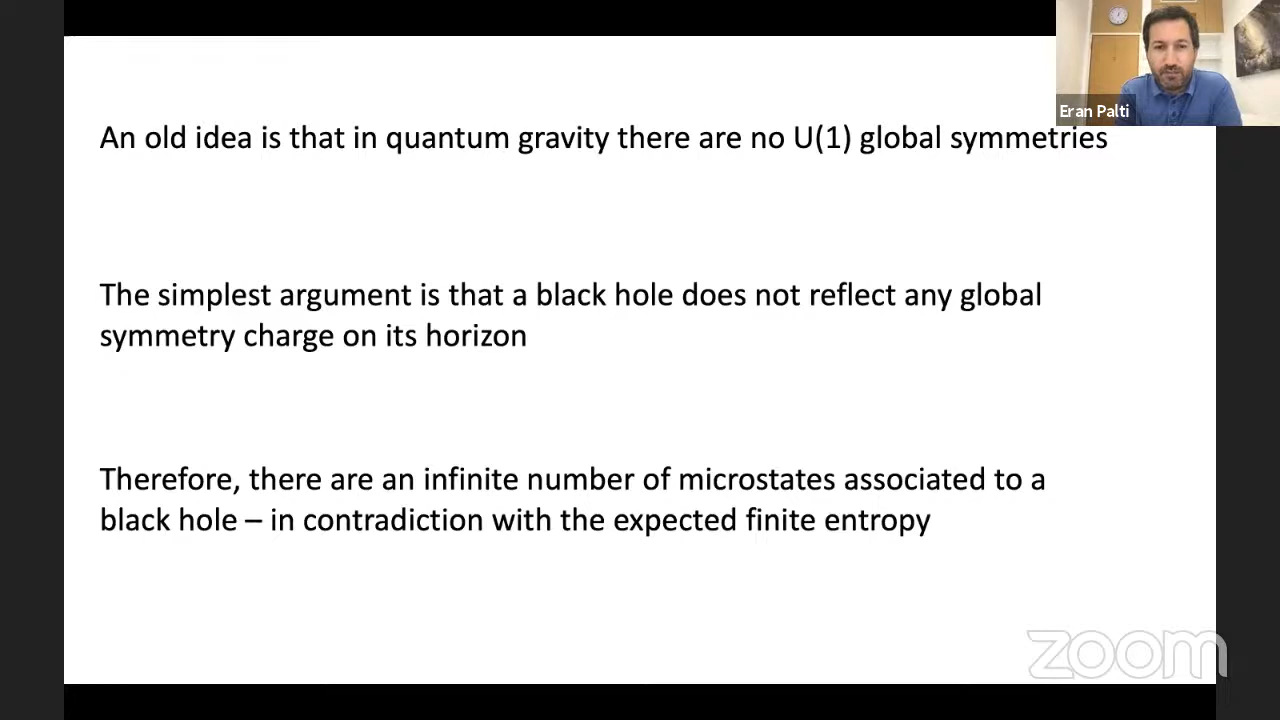 Eran Palti
An old idea is that in quantum gravity there are no U(1) global symmetries
The simplest argument is that a black hole does not reflect any global
symmetry charge on its horizon
Therefore, there are an infinite number of microstates associated to a
black hole – in contradiction with the expected finite entropy
zoom